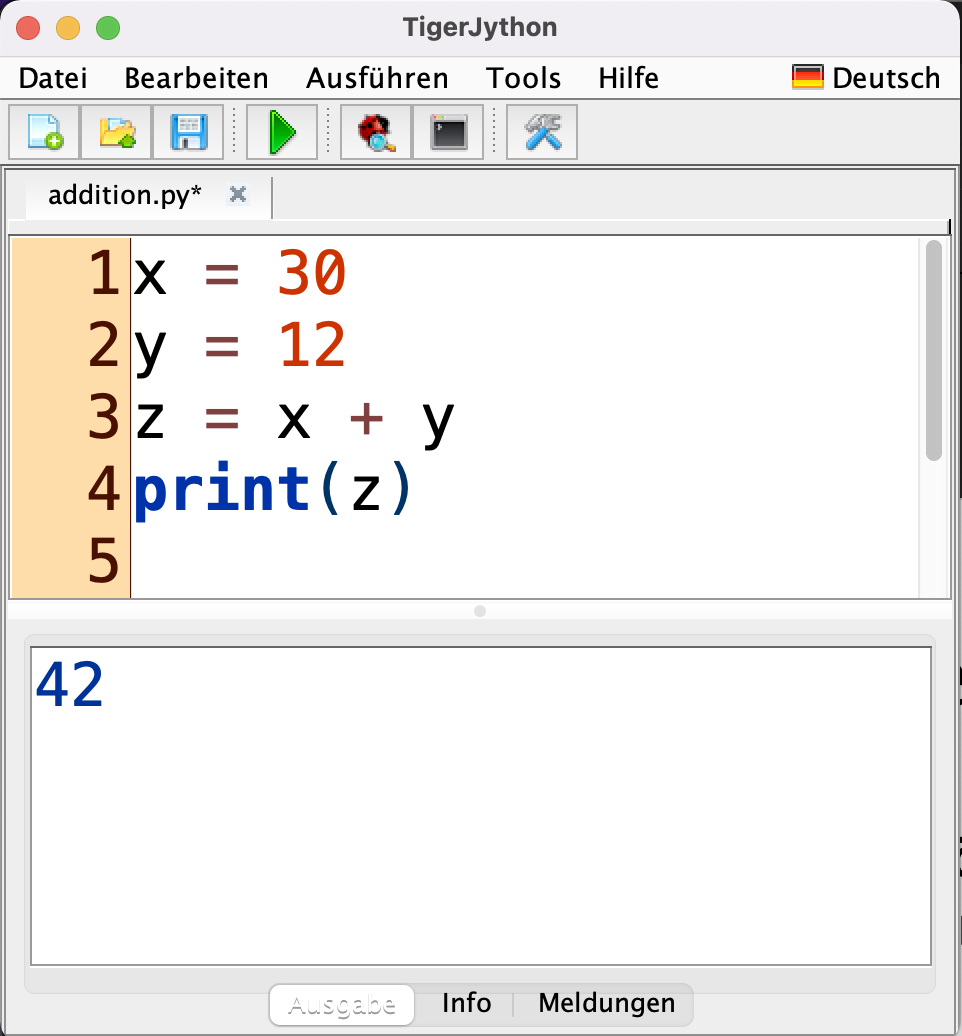 TigerJython
Datei Bearbeiten Ausführen Tools Hilfe Deutsch
addition.py*
1 x = 30
2 y = 12
3 z = x + y
4 print(z)
5
42
Ausgabe Info Meldungen